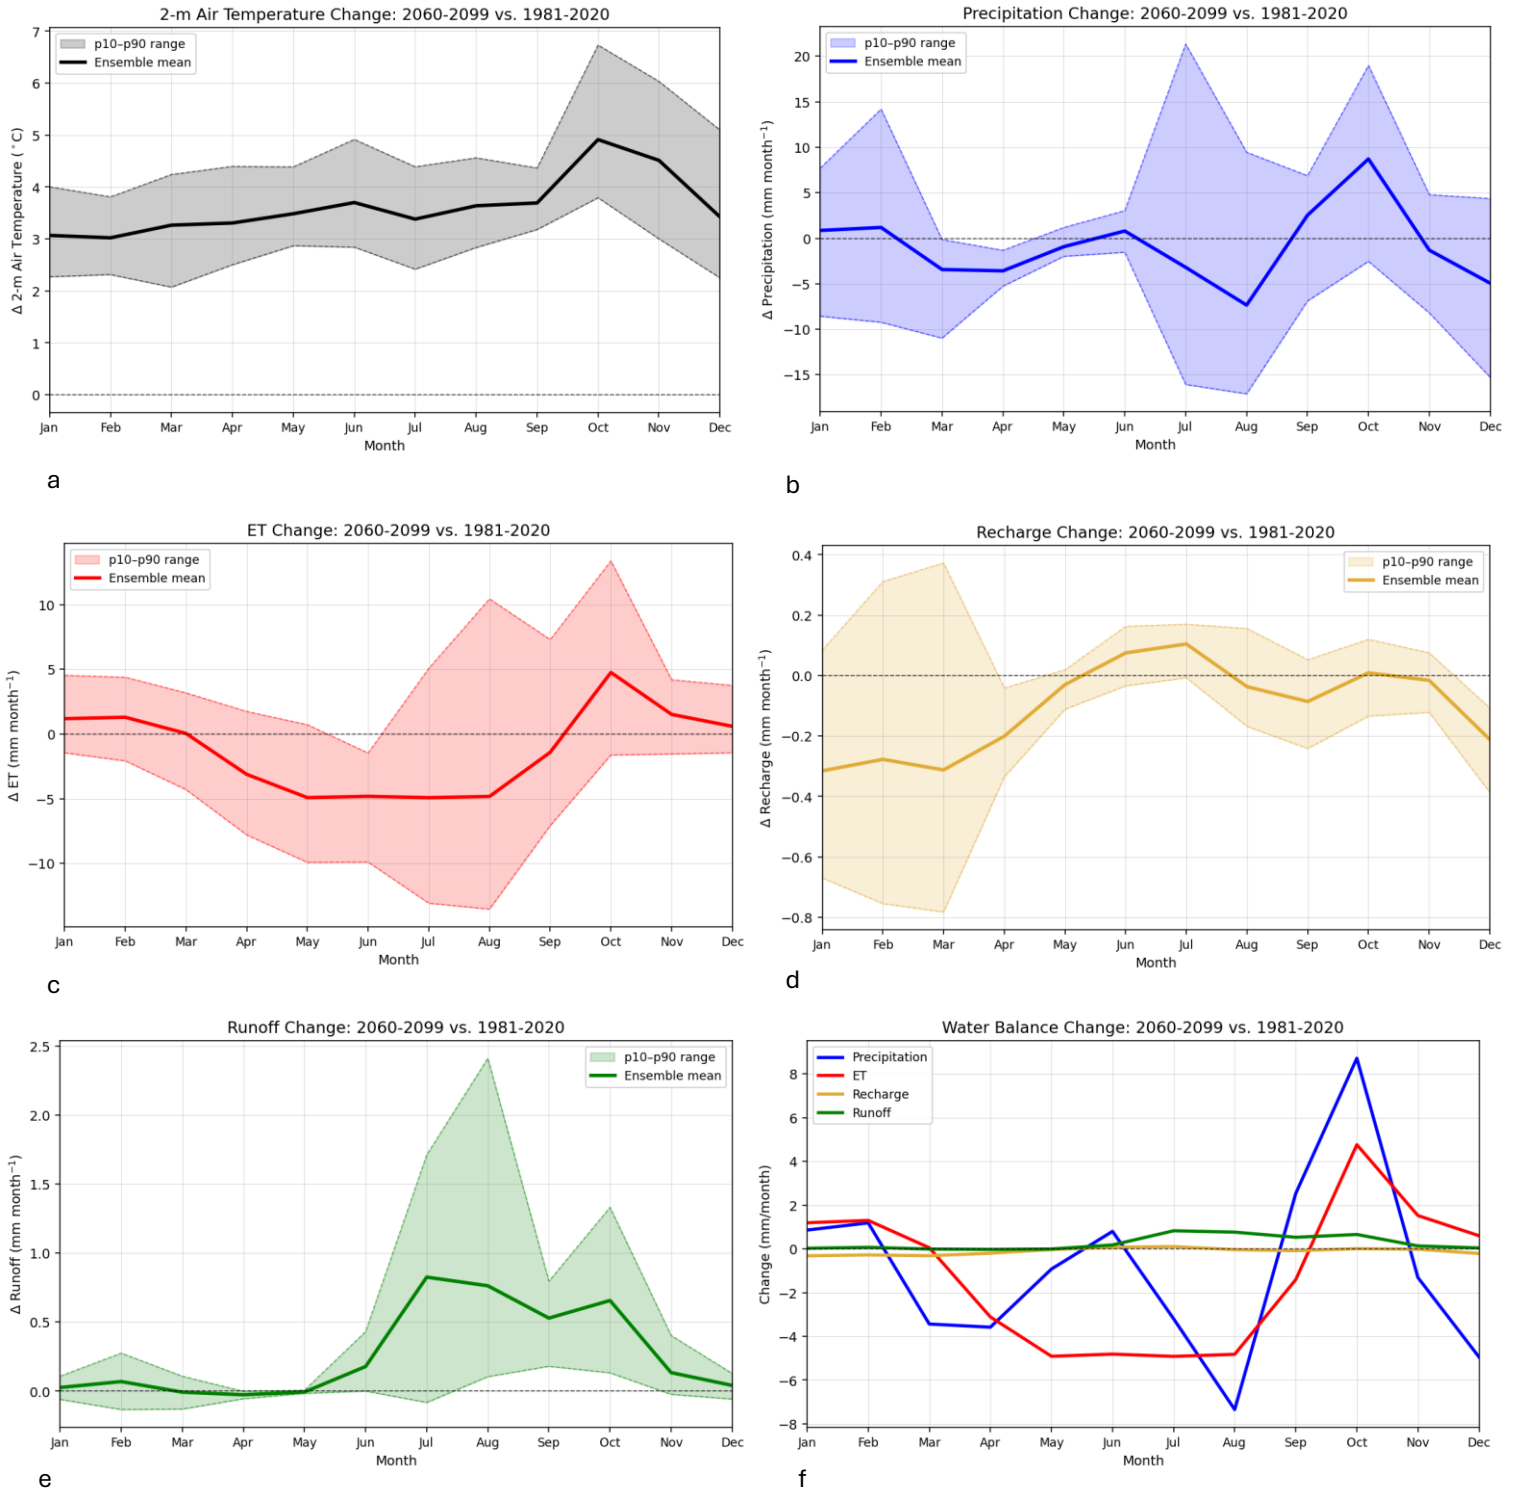 2-m Air Temperature Change: 2060-2099 vs. 1981-2020
p10–p90 range
Ensemble mean
Δ 2-m Air Temperature (°C)
7
6
5
4
3
2
1
0
Jan Feb Mar Apr May Jun Jul Aug Sep Oct Nov Dec
Month
a
Precipitation Change: 2060-2099 vs. 1981-2020
p10–p90 range
Ensemble mean
Δ Precipitation (mm month⁻¹)
20
15
10
5
0
−5
−10
−15
Jan Feb Mar Apr May Jun Jul Aug Sep Oct Nov Dec
Month
b
ET Change: 2060-2099 vs. 1981-2020
p10–p90 range
Ensemble mean
Δ ET (mm month⁻¹)
10
5
0
−5
−10
Jan Feb Mar Apr May Jun Jul Aug Sep Oct Nov Dec
Month
c
Recharge Change: 2060-2099 vs. 1981-2020
p10–p90 range
Ensemble mean
Δ Recharge (mm month⁻¹)
0.4
0.2
0.0
−0.2
−0.4
−0.6
−0.8
Jan Feb Mar Apr May Jun Jul Aug Sep Oct Nov Dec
Month
d
Runoff Change: 2060-2099 vs. 1981-2020
p10–p90 range
Ensemble mean
Δ Runoff (mm month⁻¹)
2.5
2.0
1.5
1.0
0.5
0.0
Jan Feb Mar Apr May Jun Jul Aug Sep Oct Nov Dec
Month
e
Water Balance Change: 2060-2099 vs. 1981-2020
Precipitation
ET
Recharge
Runoff
Change (mm/month)
8
6
4
2
0
−2
−4
−6
−8
Jan Feb Mar Apr May Jun Jul Aug Sep Oct Nov Dec
Month
f